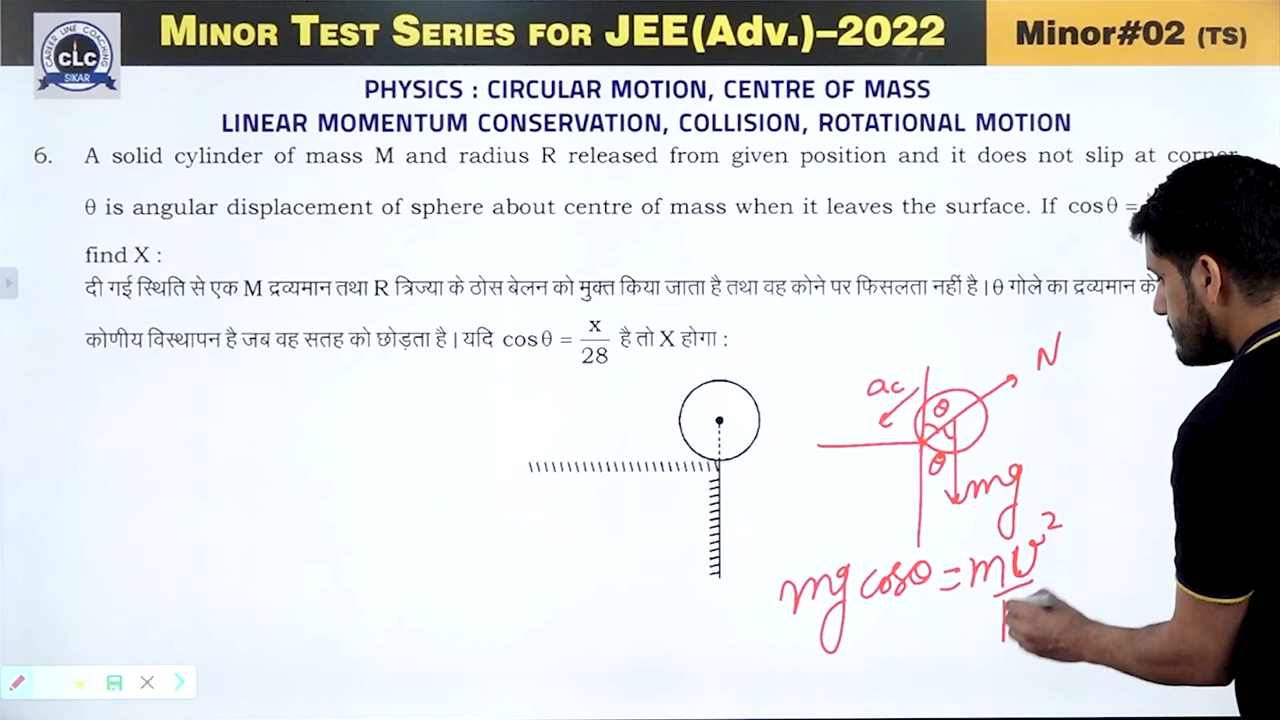 CAREER LINE COACHING
CLC
SIKAR
MINOR TEST SERIES FOR JEE(Adv.)–2022
Minor#02 (TS)
PHYSICS : CIRCULAR MOTION, CENTRE OF MASS
LINEAR MOMENTUM CONSERVATION, COLLISION, ROTATIONAL MOTION
6. A solid cylinder of mass M and radius R released from given position and it does not slip at corner
θ is angular displacement of sphere about centre of mass when it leaves the surface. If cosθ =
find X :
दी गई स्थिति से एक M द्रव्यमान तथा R त्रिज्या के ठोस बेलन को मुक्त किया जाता है तथा वह कोने पर फिसलता नहीं है। θ गोले का द्रव्यमान
कोणीय विस्थापन है जब वह सतह को छोड़ता है। यदि cosθ = x/28 है तो X होगा :
N
ac
θ
θ
mg
mg cosθ = mv²